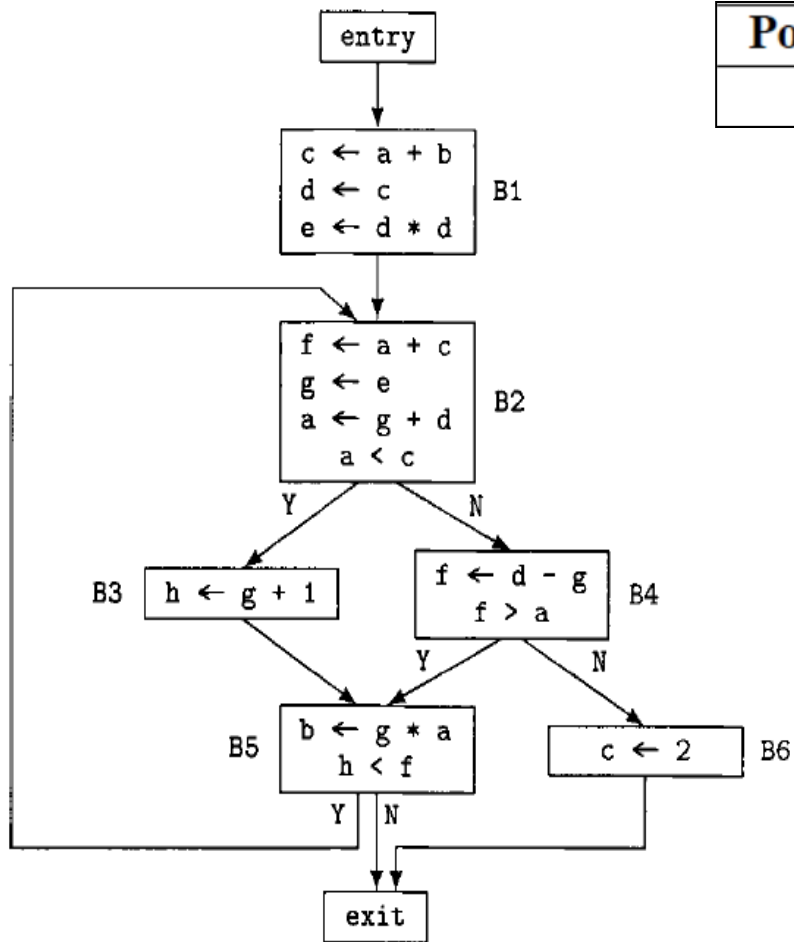 entry
Po
c ← a + b
d ← c
e ← d * d
B1
f ← a + c
g ← e
a ← g + d
a < c
B2
Y
N
B3
h ← g + 1
f ← d - g
f > a
B4
Y
N
B5
b ← g * a
h < f
c ← 2
B6
Y
N
exit